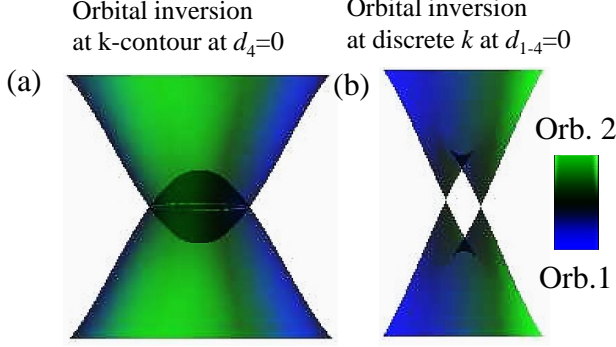 Orbital inversion
at k-contour at d₄=0
Orbital inversion
at discrete k at d₁₋₄=0
(a)
(b)
Orb. 2
Orb.1